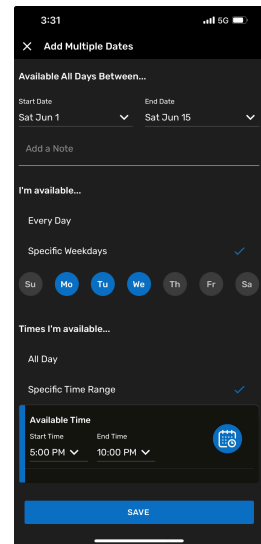 3:31 5G
Add Multiple Dates
Available All Days Between...
Start Date End Date
Sat Jun 1 Sat Jun 15
Add a Note
I'm available...
Every Day
Specific Weekdays
Su Mo Tu We Th Fr Sa
Times I'm available...
All Day
Specific Time Range
Available Time
Start Time End Time
5:00 PM 10:00 PM
SAVE